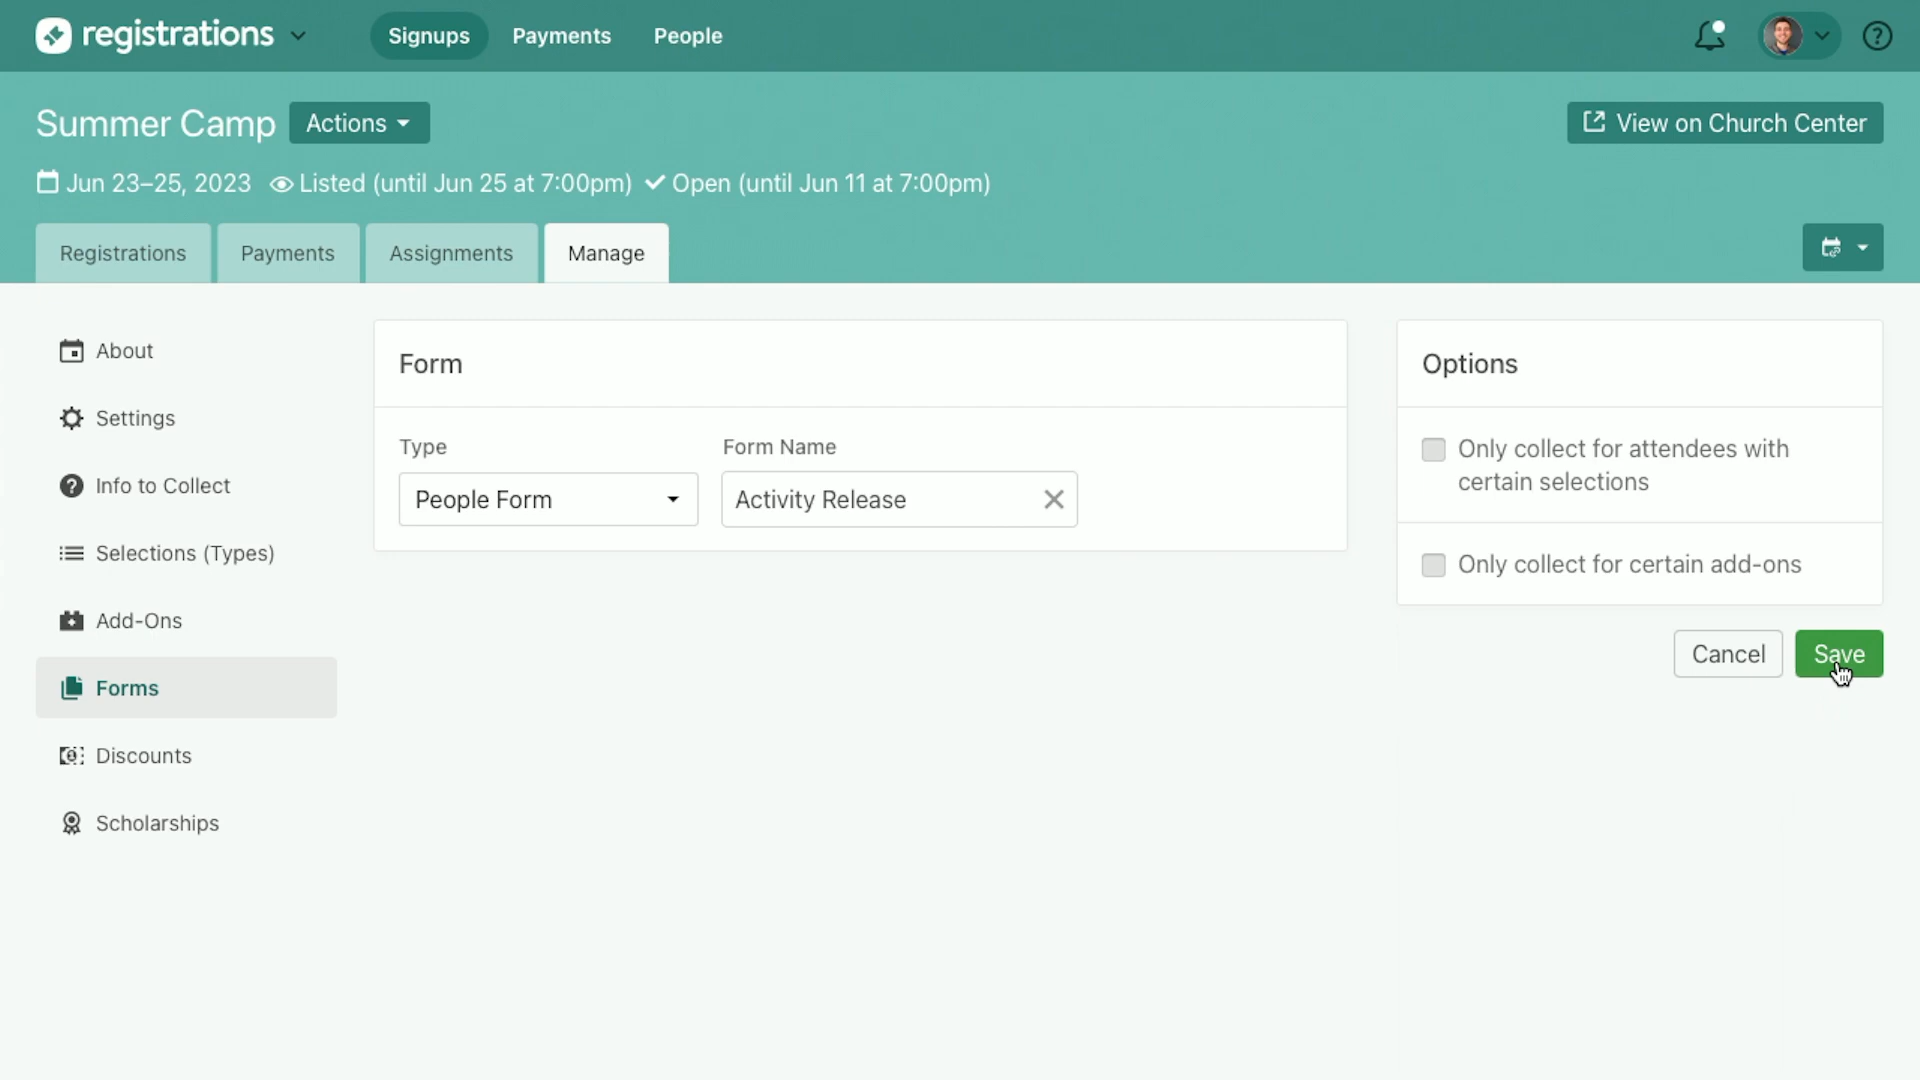 registrations
Signups
Payments
People
Summer Camp
Actions
View on Church Center
Jun 23–25, 2023
Listed (until Jun 25 at 7:00pm)
Open (until Jun 11 at 7:00pm)
Registrations
Payments
Assignments
Manage
About
Settings
Info to Collect
Selections (Types)
Add-Ons
Forms
Discounts
Scholarships
Form
Type
Form Name
People Form
Activity Release
Options
Only collect for attendees with
certain selections
Only collect for certain add-ons
Cancel
Save